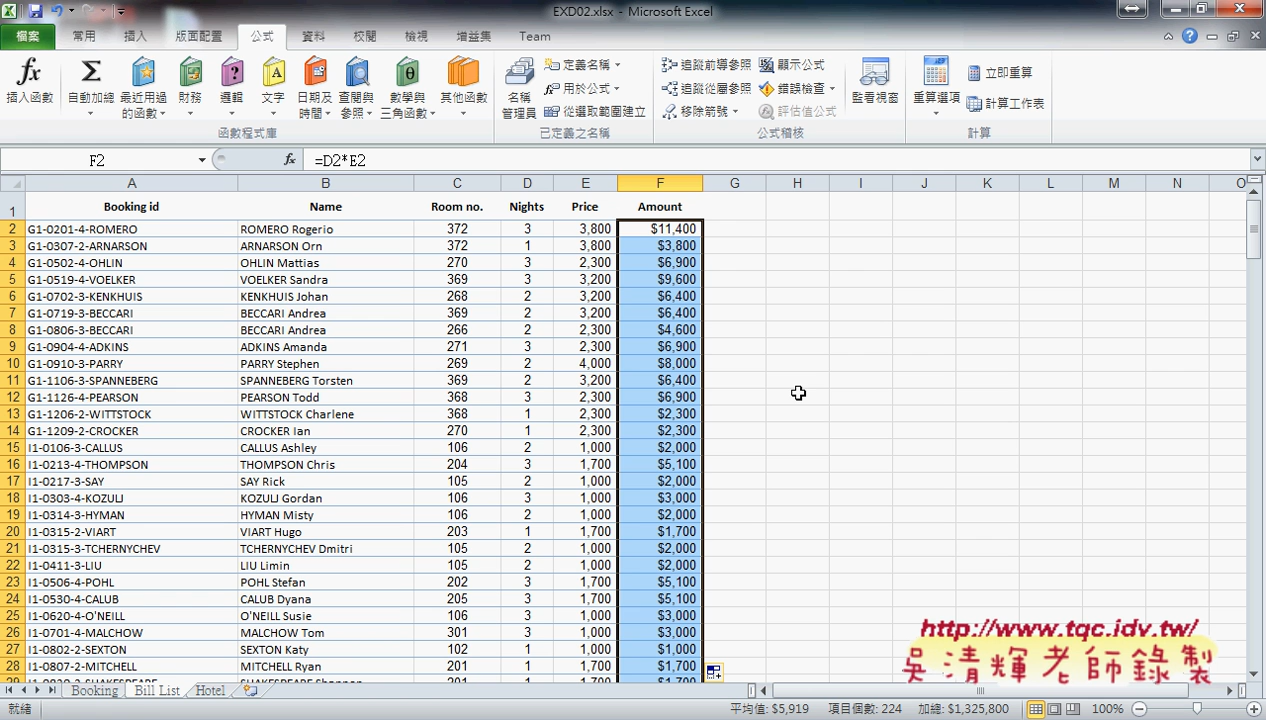 EXD02.xlsx - Microsoft Excel
檔案 常用 插入 版面配置 公式 資料 校閱 檢視 增益集 Team
插入函數 自動加總 最近用過的函數 財務 邏輯 文字 日期及時間 查閱與參照 數學與三角函數 其他函數 名稱管理員 定義名稱 用於公式 從選取範圍建立 追蹤前導參照 追蹤從屬參照 移除箭號 顯示公式 錯誤檢查 評估值公式 監看視窗 重算選項 立即重算 計算工作表
函數程式庫 已定義之名稱 公式稽核 計算
F2 fx =D2*E2
A B C D E F G H I J K L M N O
1 Booking id Name Room no. Nights Price Amount
2 G1-0201-4-ROMERO ROMERO Rogerio 372 3 3,800 $11,400
3 G1-0307-2-ARNARSON ARNARSON Orn 372 1 3,800 $3,800
4 G1-0502-4-OHLIN OHLIN Mattias 270 3 2,300 $6,900
5 G1-0519-4-VOELKER VOELKER Sandra 369 3 3,200 $9,600
6 G1-0702-3-KENKHUIS KENKHUIS Johan 268 2 3,200 $6,400
7 G1-0719-3-BECCARI BECCARI Andrea 369 2 3,200 $6,400
8 G1-0806-3-BECCARI BECCARI Andrea 266 2 2,300 $4,600
9 G1-0904-4-ADKINS ADKINS Amanda 271 3 2,300 $6,900
10 G1-0910-3-PARRY PARRY Stephen 269 2 4,000 $8,000
11 G1-1106-3-SPANNEBERG SPANNEBERG Torsten 369 2 3,200 $6,400
12 G1-1126-4-PEARSON PEARSON Todd 368 3 2,300 $6,900
13 G1-1206-2-WITTSTOCK WITTSTOCK Charlene 368 1 2,300 $2,300
14 G1-1209-2-CROCKER CROCKER Ian 270 1 2,300 $2,300
15 I1-0106-3-CALLUS CALLUS Ashley 106 2 1,000 $2,000
16 I1-0213-4-THOMPSON THOMPSON Chris 204 3 1,700 $5,100
17 I1-0217-3-SAY SAY Rick 105 2 1,000 $2,000
18 I1-0303-4-KOZULJ KOZULJ Gordan 106 3 1,000 $3,000
19 I1-0314-3-HYMAN HYMAN Misty 106 2 1,000 $2,000
20 I1-0315-2-VIART VIART Hugo 203 1 1,700 $1,700
21 I1-0315-3-TCHERNYCHEV TCHERNYCHEV Dmitri 105 2 1,000 $2,000
22 I1-0411-3-LIU LIU Limin 105 2 1,000 $2,000
23 I1-0506-4-POHL POHL Stefan 202 3 1,700 $5,100
24 I1-0530-4-CALUB CALUB Dyana 205 3 1,700 $5,100
25 I1-0620-4-O'NEILL O'NEILL Susie 106 3 1,000 $3,000
26 I1-0701-4-MALCHOW MALCHOW Tom 301 3 1,000 $3,000
27 I1-0802-2-SEXTON SEXTON Katy 102 1 1,000 $1,000
28 I1-0807-2-MITCHELL MITCHELL Ryan 201 1 1,700 $1,700
http://www.tqc.idv.tw/
吳清輝老師錄製
Booking Bill List Hotel
就緒 平均值: $5,919 項目個數: 224 加總: $1,325,800 100%